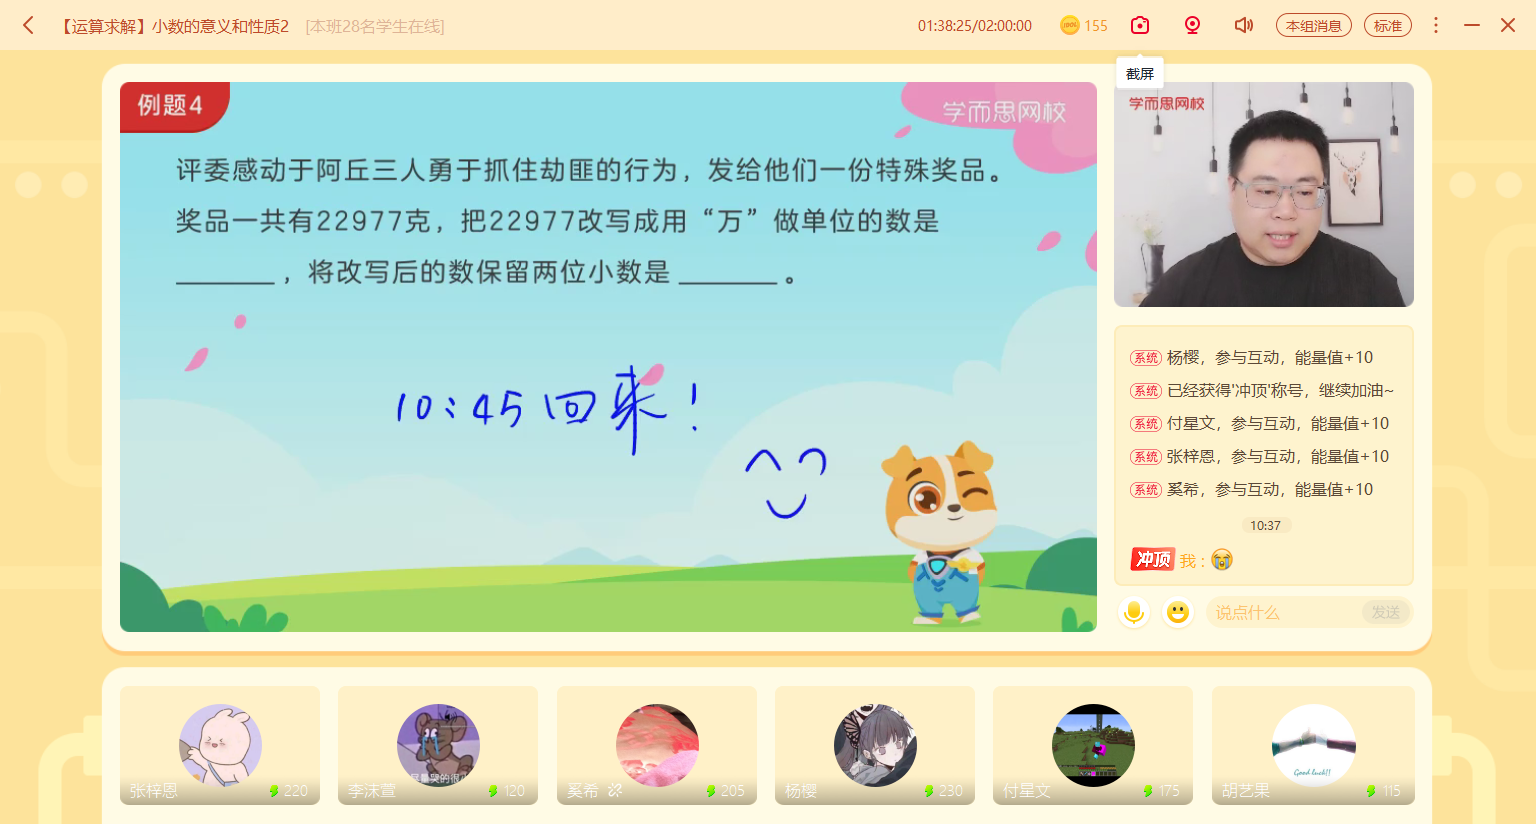 【运算求解】小数的意义和性质2 [本班28名学生在线]
01:38:25/02:00:00
155
本组消息
标准
截屏
例题4
学而思网校
评委感动于阿丘三人勇于抓住劫匪的行为，发给他们一份特殊奖品。
奖品一共有22977克，把22977改写成用“万”做单位的数是
________，将改写后的数保留两位小数是________。
10:45回来！
学而思网校
系统 杨樱，参与互动，能量值+10
系统 已经获得'冲顶'称号，继续加油~
系统 付星文，参与互动，能量值+10
系统 张梓恩，参与互动，能量值+10
系统 奚希，参与互动，能量值+10
10:37
冲顶 我：😭
说点什么
发送
张梓恩 220
李沫萱 120
奚希 205
杨樱 230
付星文 175
Good luck!!
胡艺果 115